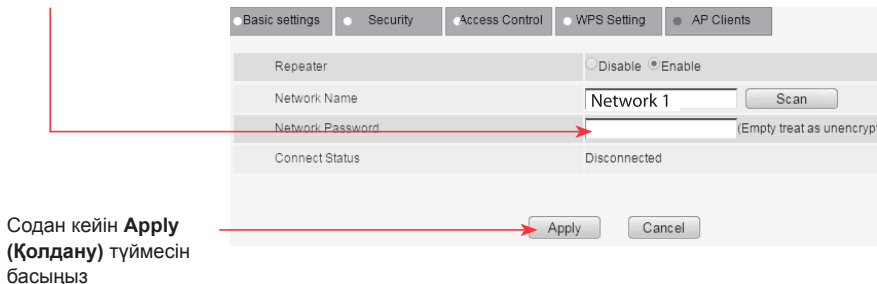 Basic settings Security Access Control WPS Setting AP Clients
Repeater Disable Enable
Network Name Network 1 Scan
Network Password (Empty treat as unencryp
Connect Status Disconnected
Apply Cancel
Содан кейін Apply
(Қолдану) түймесін
басыңыз